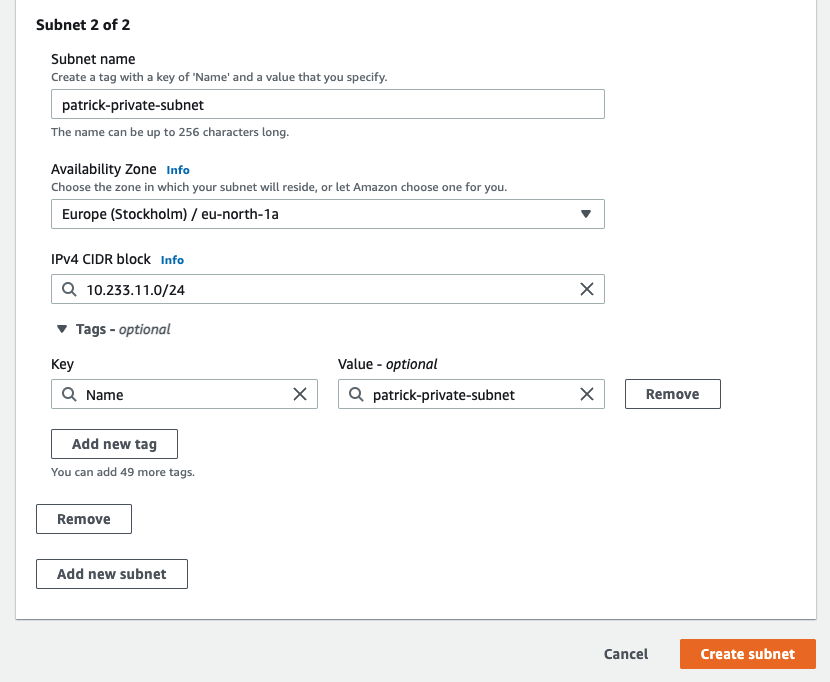 Subnet 2 of 2
Subnet name
Create a tag with a key of 'Name' and a value that you specify.
patrick-private-subnet
The name can be up to 256 characters long.
Availability Zone Info
Choose the zone in which your subnet will reside, or let Amazon choose one for you.
Europe (Stockholm) / eu-north-1a
IPv4 CIDR block Info
10.233.11.0/24
Tags - optional
Key Value - optional
Name patrick-private-subnet Remove
Add new tag
You can add 49 more tags.
Remove
Add new subnet
Cancel Create subnet